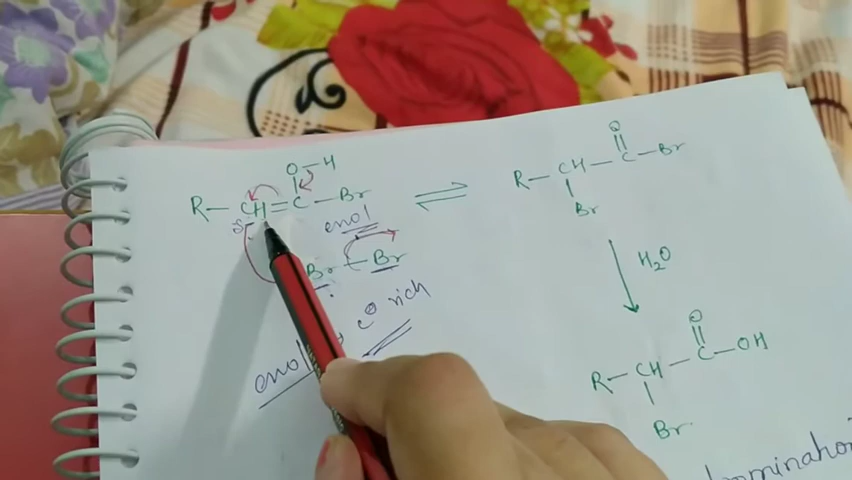 O–H
R–CH=C–Br
δ-
enol
Br–Br
enol
e⊖ rich
O
R–CH–C–Br
Br
H2O
O
R–CH–C–OH
Br